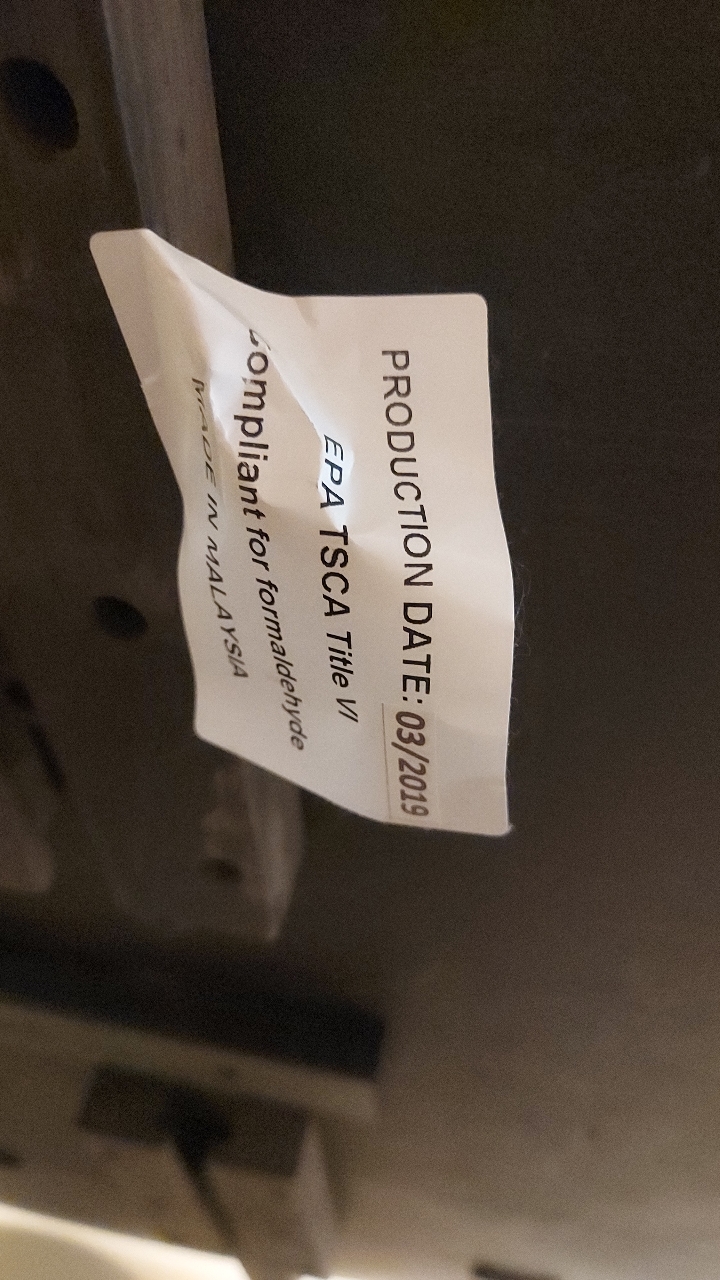 PRODUCTION DATE: 03/2019
EPA TSCA Title VI
Compliant for formaldehyde
MADE IN MALAYSIA